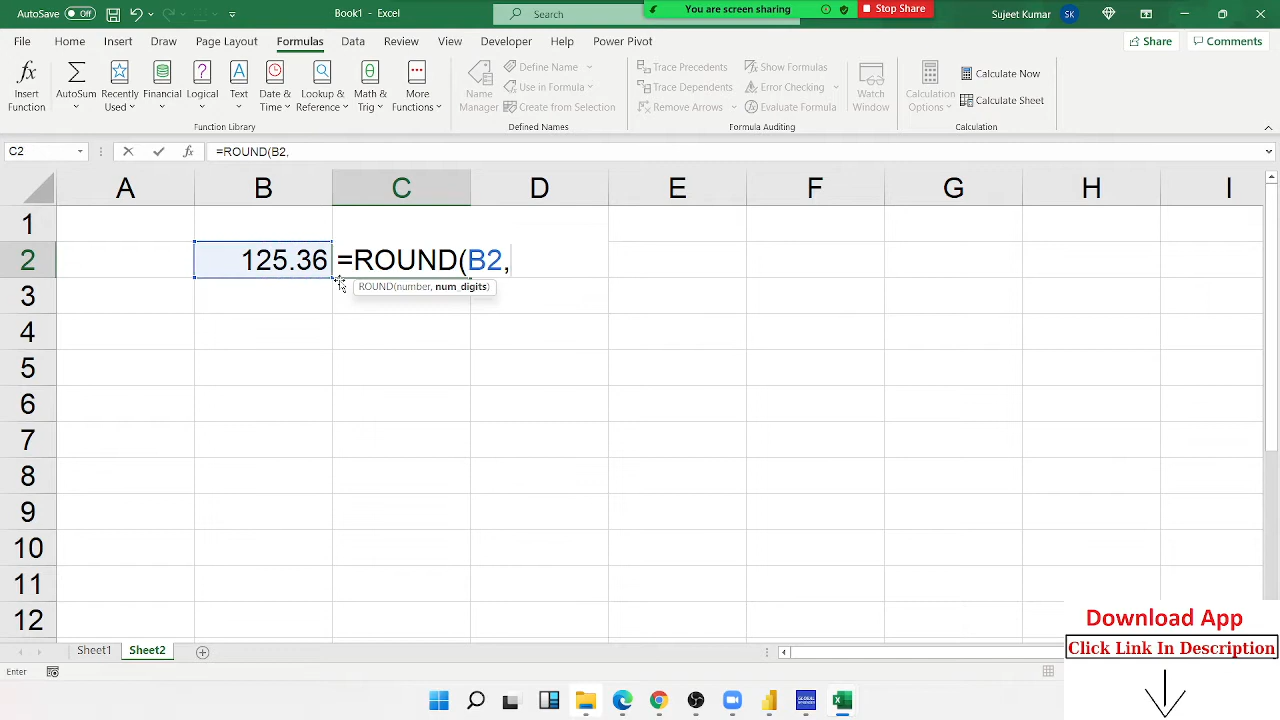 AutoSave Off Book1 - Excel Search You are screen sharing Stop Share Sujeet Kumar SK
File Home Insert Draw Page Layout Formulas Data Review View Developer Help Power Pivot Share Comments
Insert Function
AutoSum
Recently Used
Financial
Logical
Text
Date & Time
Lookup & Reference
Math & Trig
More Functions
Function Library
Name Manager
Define Name
Use in Formula
Create from Selection
Defined Names
Trace Precedents
Trace Dependents
Remove Arrows
Show Formulas
Error Checking
Evaluate Formula
Watch Window
Formula Auditing
Calculation Options
Calculate Now
Calculate Sheet
Calculation
C2 fx =ROUND(B2,
A B C D E F G H I
1
2 125.36 =ROUND(B2,
ROUND(number, num_digits)
3
4
5
6
7
8
9
10
11
12
Download App
Click Link In Description
Sheet1 Sheet2
Enter